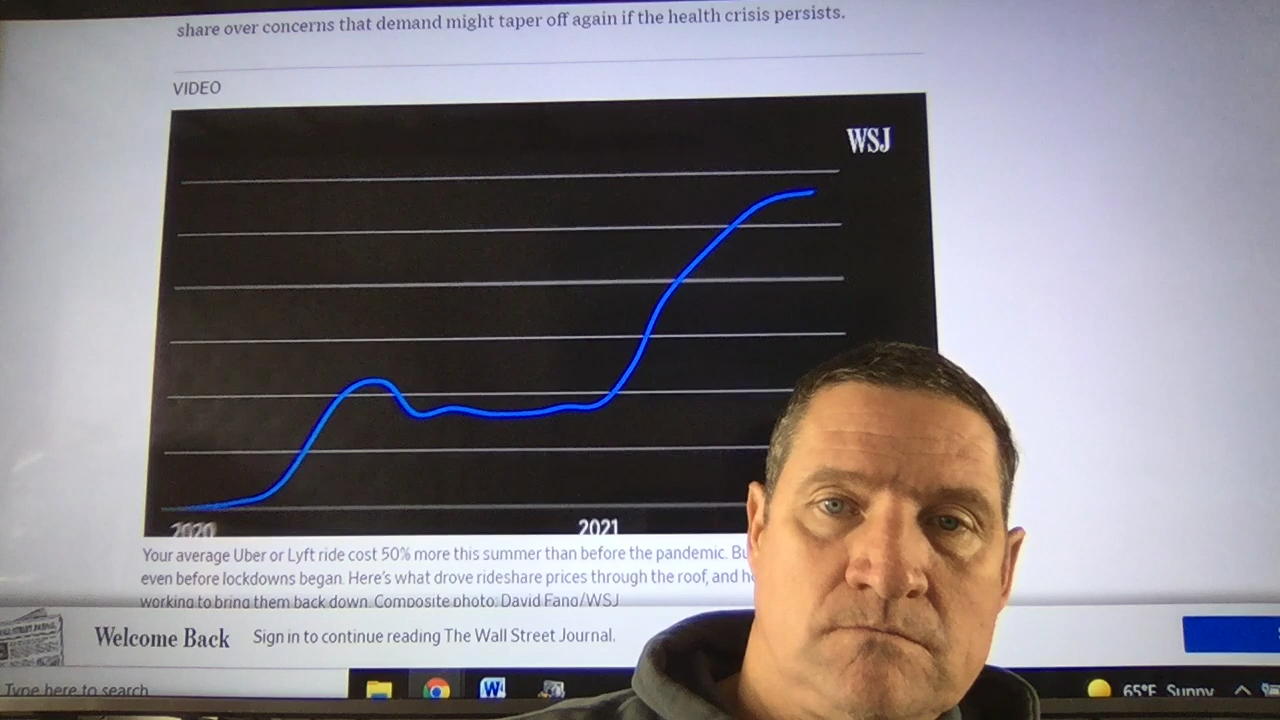 share over concerns that demand might taper off again if the health crisis persists.
VIDEO
WSJ
2020
2021
Your average Uber or Lyft ride cost 50% more this summer than before the pandemic.
even before lockdowns began. Here's what drove rideshare prices through the roof, and
working to bring them back down. Composite photo: David Fang/WSJ
Welcome Back
Sign in to continue reading The Wall Street Journal.
Type here to search
65°F Sunny